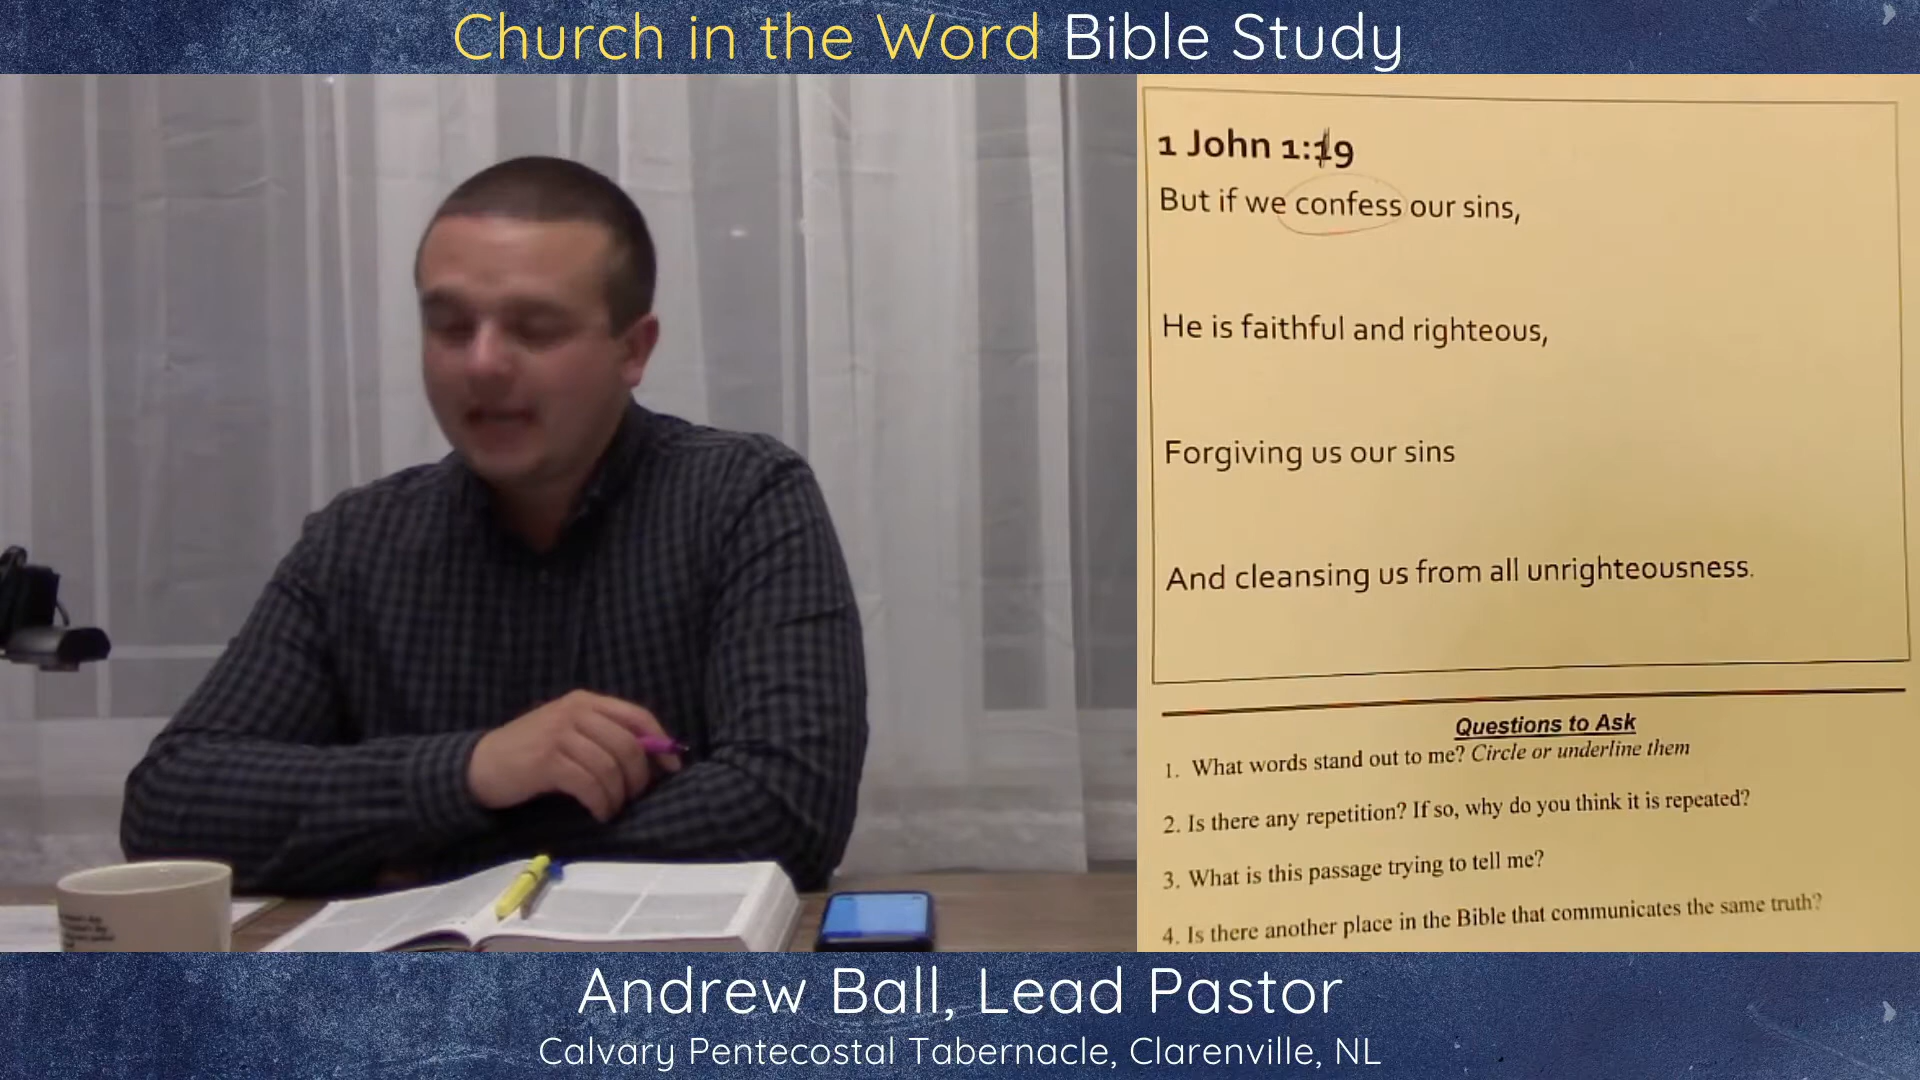 Church in the Word Bible Study
1 John 1:19
But if we confess our sins,
He is faithful and righteous,
Forgiving us our sins
And cleansing us from all unrighteousness.
Questions to Ask
1. What words stand out to me? Circle or underline them
2. Is there any repetition? If so, why do you think it is repeated?
3. What is this passage trying to tell me?
4. Is there another place in the Bible that communicates the same truth?
Andrew Ball, Lead Pastor
Calvary Pentecostal Tabernacle, Clarenville, NL